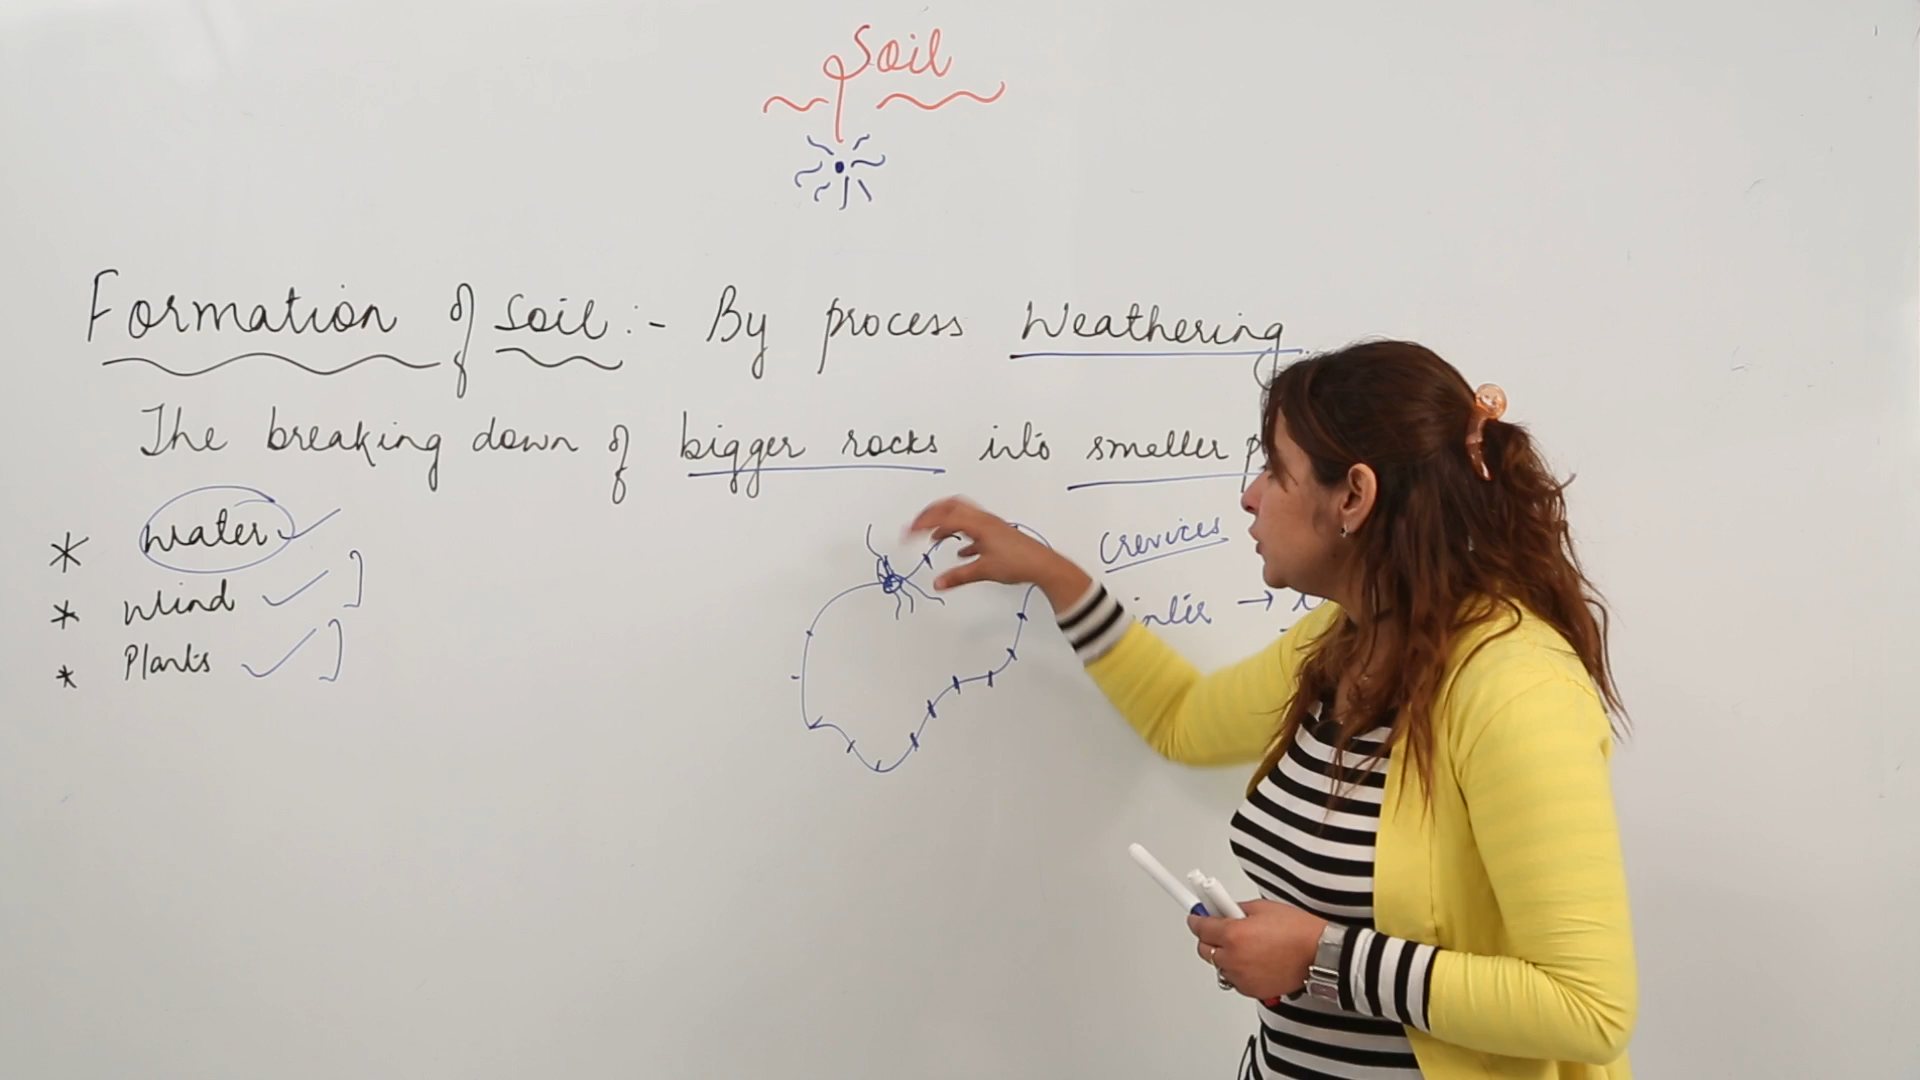 Soil
Formation of Soil :- By process Weathering
The breaking down of bigger rocks into smaller
* Water
* Wind
* Plants
Crevices
→